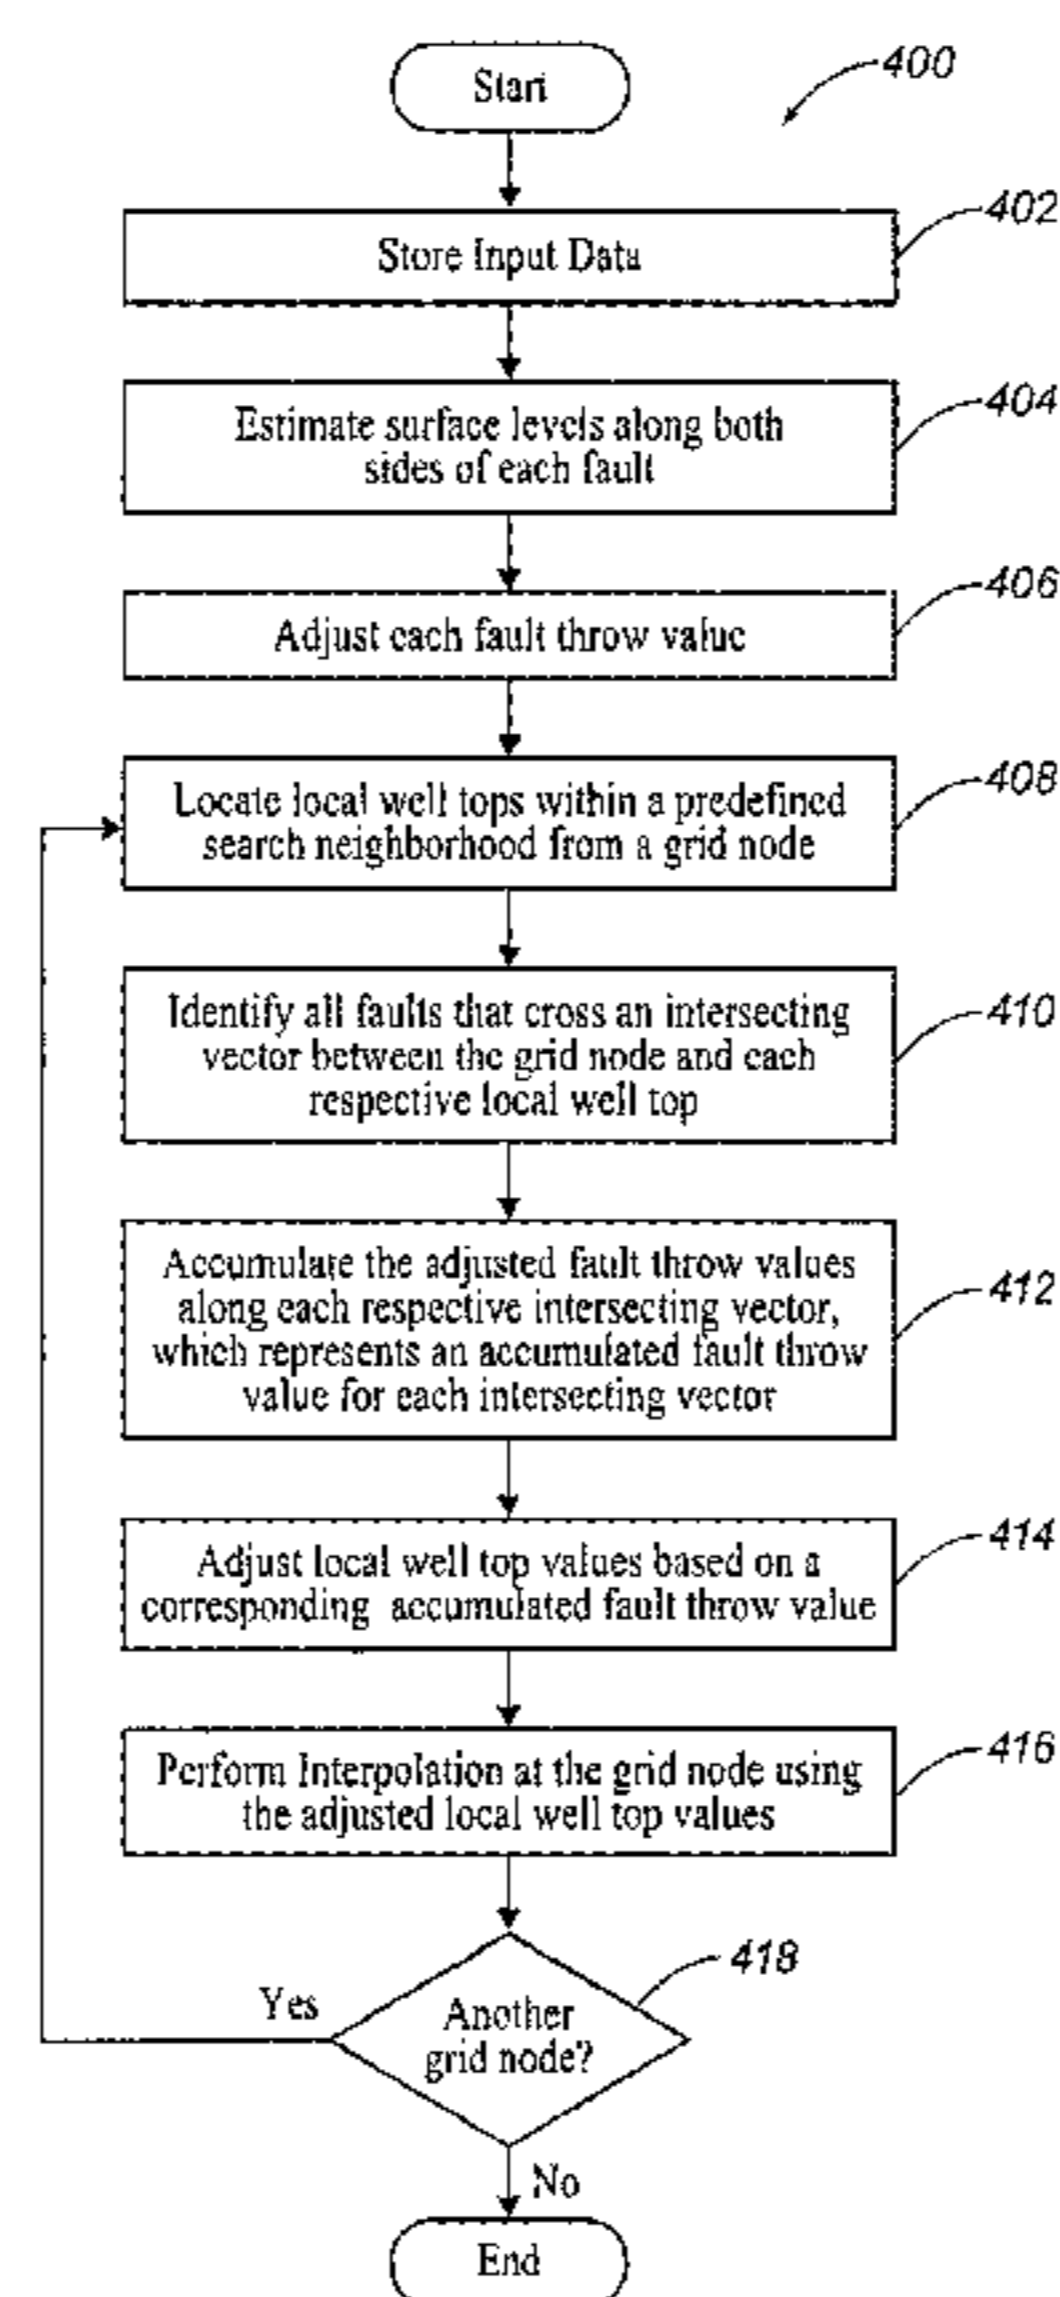 Start
400
402
Store Input Data
404
Estimate surface levels along both
sides of each fault
406
Adjust each fault throw value
408
Locate local well tops within a predefined
search neighborhood from a grid node
410
Identify all faults that cross an intersecting
vector between the grid node and each
respective local well top
412
Accumulate the adjusted fault throw values
along each respective intersecting vector,
which represents an accumulated fault throw
value for each intersecting vector
414
Adjust local well top values based on a
corresponding accumulated fault throw value
416
Perform Interpolation at the grid node using
the adjusted local well top values
418
Yes
Another
grid node?
No
End